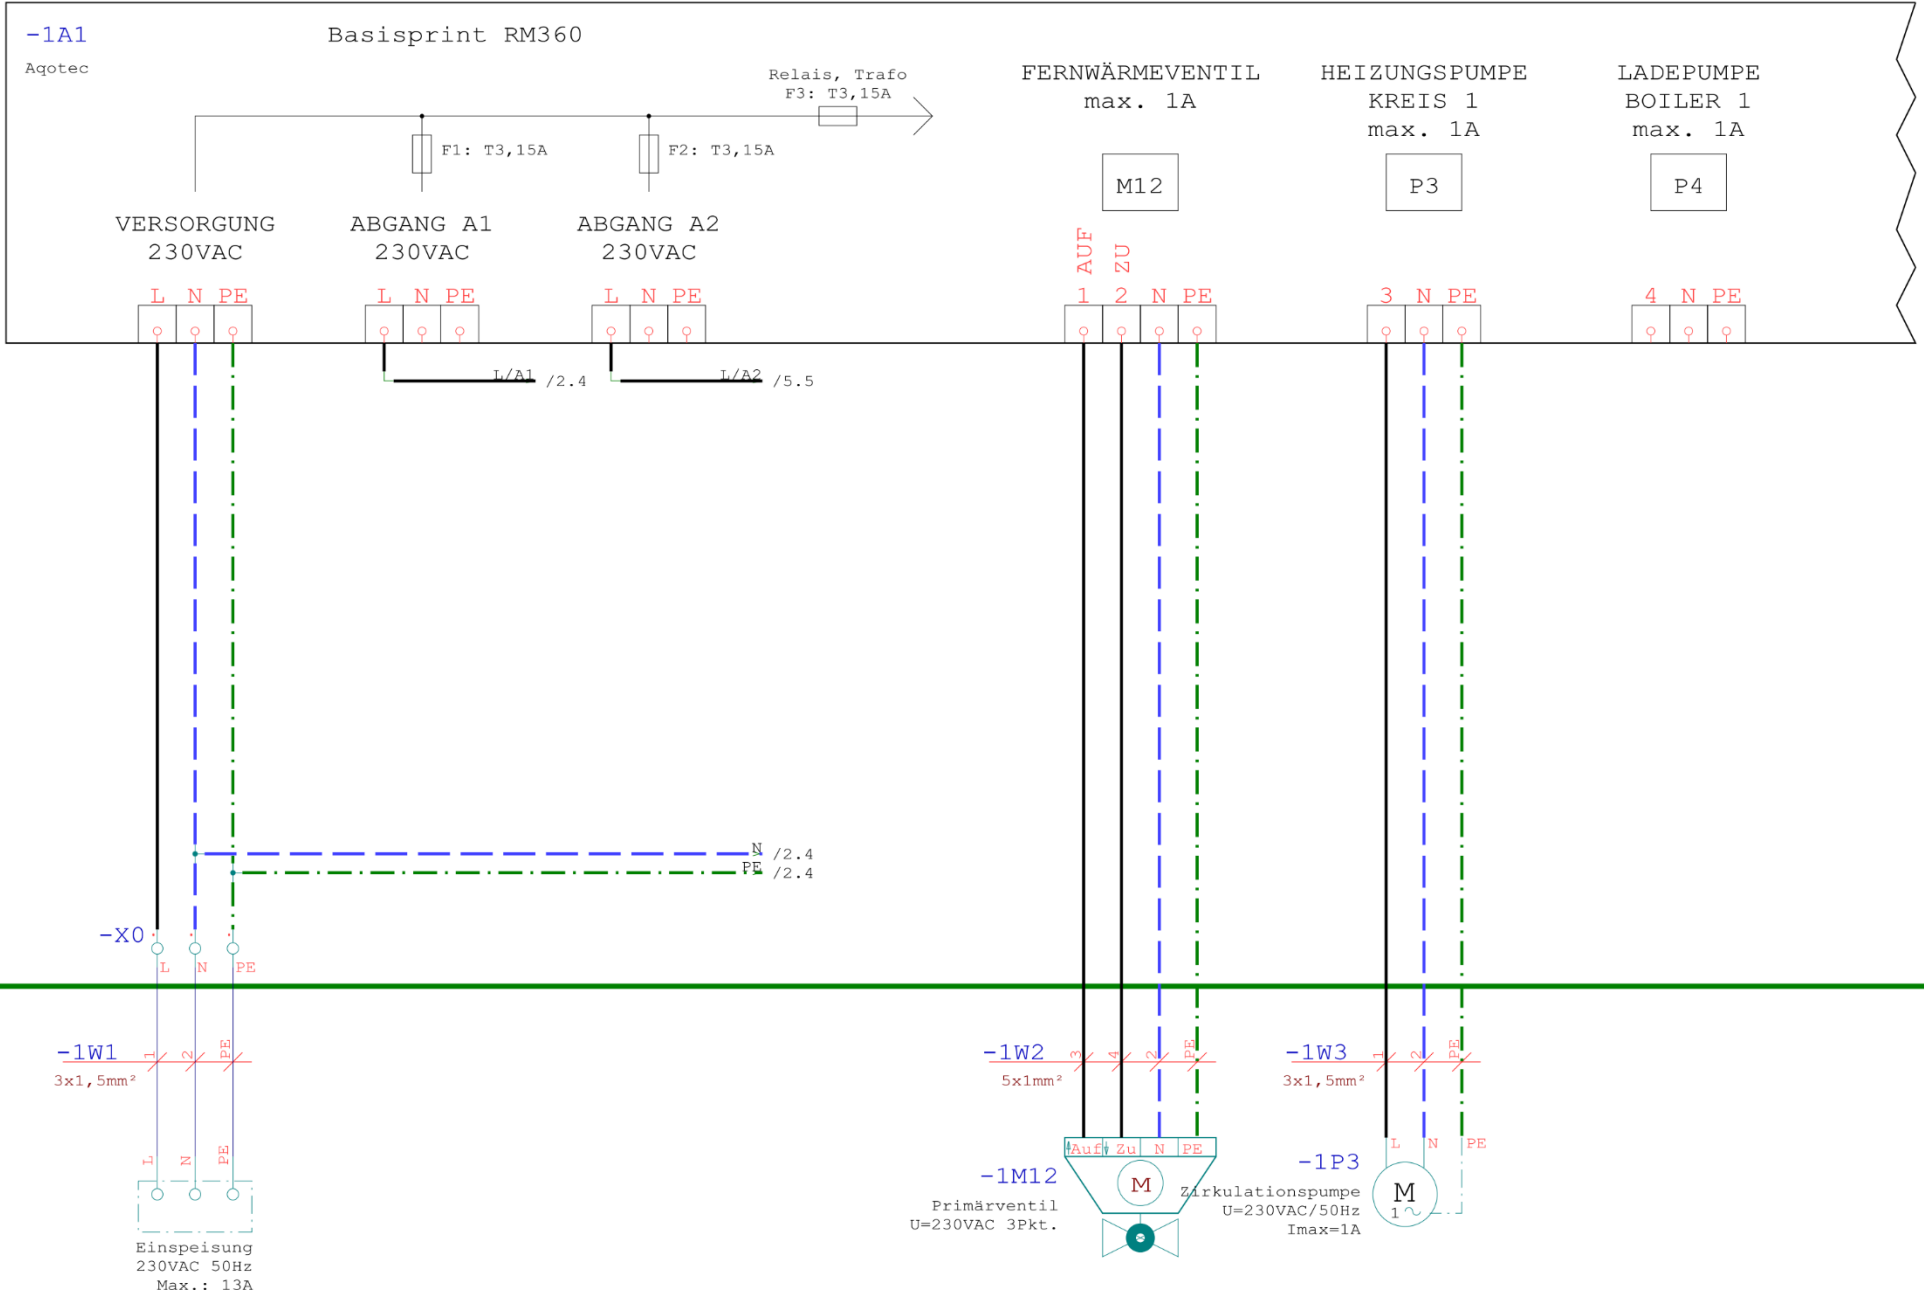 -1A1
Aqotec
Basisprint RM360
Relais, Trafo
F3: T3,15A
F1: T3,15A
F2: T3,15A
FERNWÄRMEVENTIL
max. 1A
HEIZUNGSPUMPE
KREIS 1
max. 1A
LADEPUMPE
BOILER 1
max. 1A
M12
P3
P4
VERSORGUNG
230VAC
ABGANG A1
230VAC
ABGANG A2
230VAC
AUF
ZU
L N PE
L N PE
L N PE
1 2 N PE
3 N PE
4 N PE
L/A1 /2.4
L/A2 /5.5
N /2.4
PE /2.4
-X0
L N PE
-1W1
3x1,5mm²
1 2 PE
-1W2
5x1mm²
3 4 2 PE
-1W3
3x1,5mm²
1 2 PE
L N PE
Einspeisung
230VAC 50Hz
Max.: 13A
Auf Zu N PE
-1M12
M
Primärventil
U=230VAC 3Pkt.
L N PE
-1P3
M
1~
Zirkulationspumpe
U=230VAC/50Hz
Imax=1A